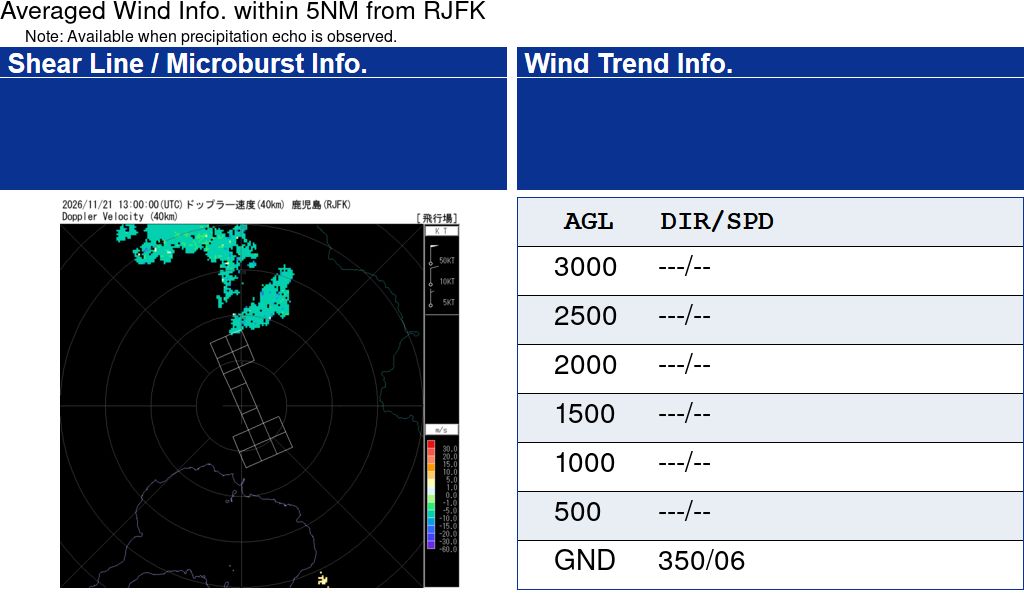 Averaged Wind Info. within 5NM from RJFK
Note: Available when precipitation echo is observed.
Shear Line / Microburst Info.
Wind Trend Info.
2026/11/21 13:00:00(UTC) ドップラー速度(40km) 鹿児島(RJFK)
Doppler Velocity (40km)
[飛行場]
KT
50KT
10KT
5KT
m/s
30.0
20.0
15.0
10.0
5.0
1.0
0.0
-1.0
-5.0
-10.0
-15.0
-20.0
-30.0
-60.0
AGL DIR/SPD
3000 ---/--
2500 ---/--
2000 ---/--
1500 ---/--
1000 ---/--
500 ---/--
GND 350/06